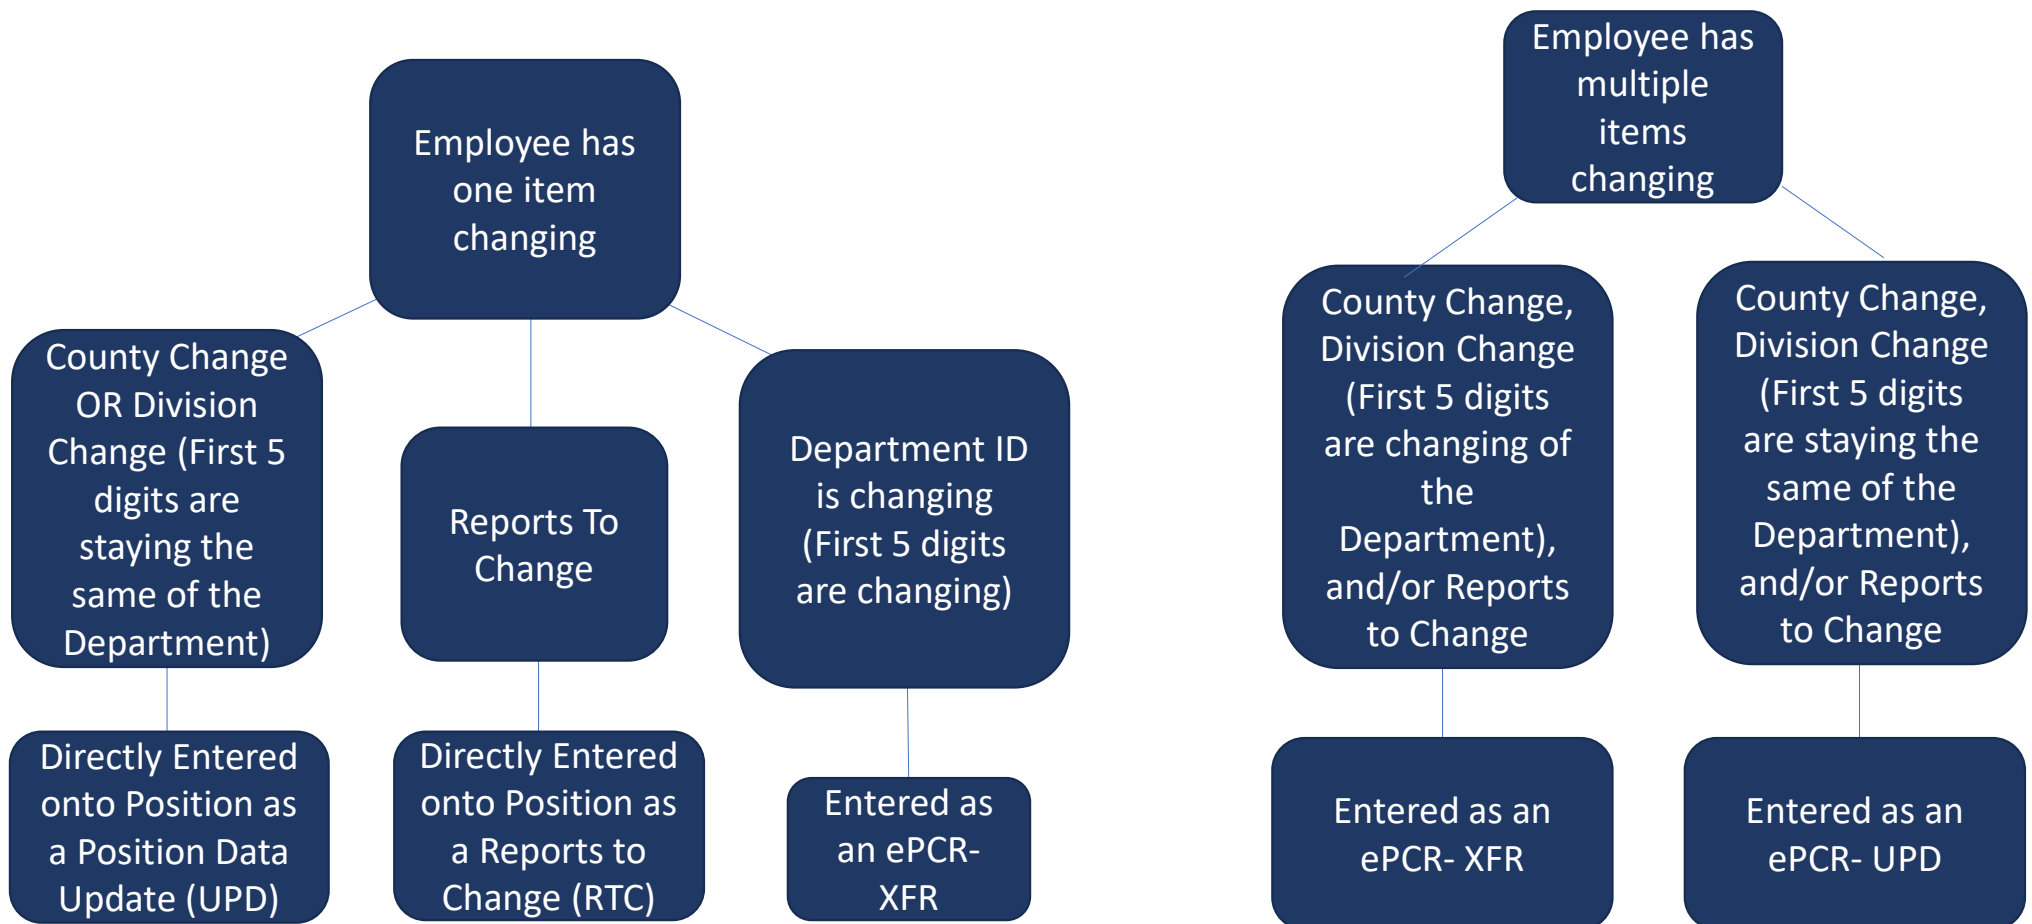 Employee has
one item
changing
County Change
OR Division
Change (First 5
digits are
staying the
same of the
Department)
Reports To
Change
Department ID
is changing
(First 5 digits
are changing)
Directly Entered
onto Position as
a Position Data
Update (UPD)
Directly Entered
onto Position as
a Reports to
Change (RTC)
Entered as
an ePCR-
XFR
Employee has
multiple
items
changing
County Change,
Division Change
(First 5 digits
are changing of
the
Department),
and/or Reports
to Change
County Change,
Division Change
(First 5 digits
are staying the
same of the
Department),
and/or Reports
to Change
Entered as an
ePCR- XFR
Entered as an
ePCR- UPD